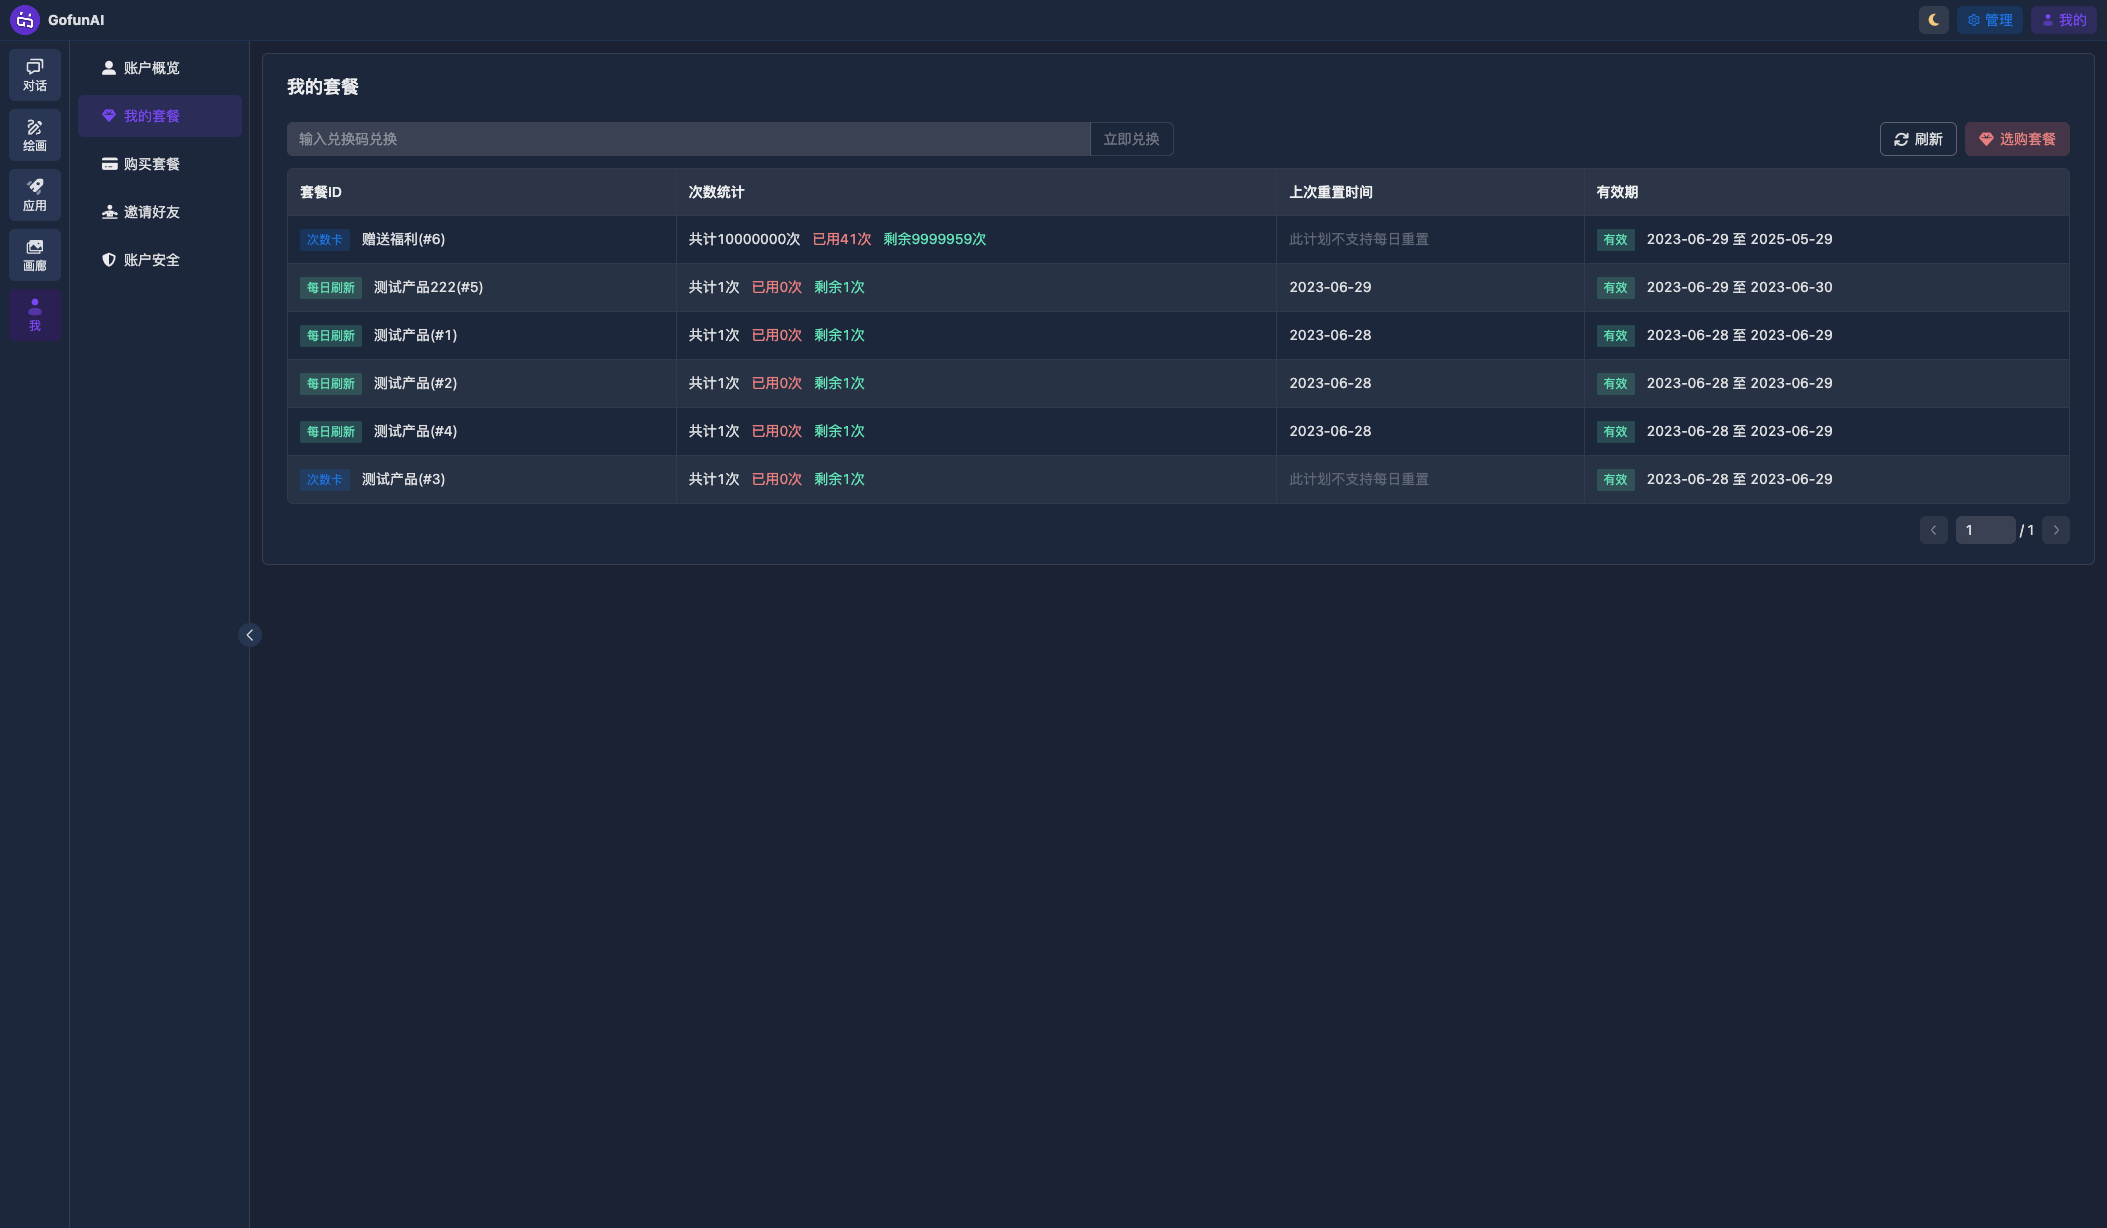 GofunAI
管理
我的
对话
绘画
应用
画廊
我
账户概览
我的套餐
购买套餐
邀请好友
账户安全
我的套餐
输入兑换码兑换 立即兑换 刷新 选购套餐
套餐ID 次数统计 上次重置时间 有效期
次数卡 赠送福利(#6) 共计10000000次 已用41次 剩余9999959次 此计划不支持每日重置 有效 2023-06-29 至 2025-05-29
每日刷新 测试产品222(#5) 共计1次 已用0次 剩余1次 2023-06-29 有效 2023-06-29 至 2023-06-30
每日刷新 测试产品(#1) 共计1次 已用0次 剩余1次 2023-06-28 有效 2023-06-28 至 2023-06-29
每日刷新 测试产品(#2) 共计1次 已用0次 剩余1次 2023-06-28 有效 2023-06-28 至 2023-06-29
每日刷新 测试产品(#4) 共计1次 已用0次 剩余1次 2023-06-28 有效 2023-06-28 至 2023-06-29
次数卡 测试产品(#3) 共计1次 已用0次 剩余1次 此计划不支持每日重置 有效 2023-06-28 至 2023-06-29
1 / 1